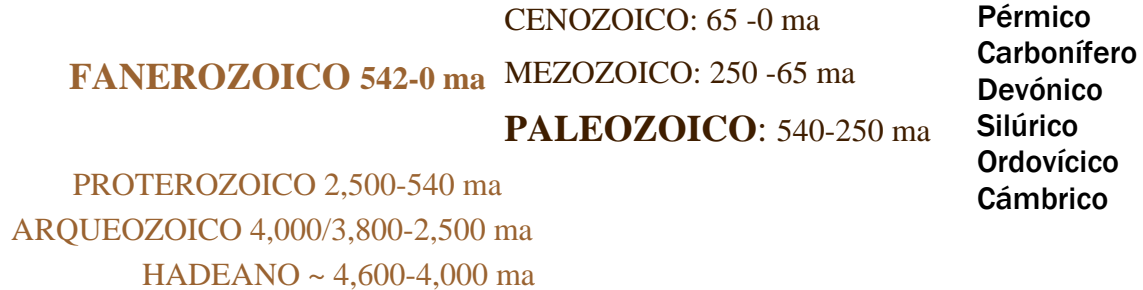 FANEROZOICO 542-0 ma
PROTEROZOICO 2,500-540 ma
ARQUEOZOICO 4,000/3,800-2,500 ma
HADEANO ~ 4,600-4,000 ma
CENOZOICO: 65 -0 ma
MEZOZOICO: 250 -65 ma
PALEOZOICO: 540-250 ma
Pérmico
Carbonífero
Devónico
Silúrico
Ordovícico
Cámbrico